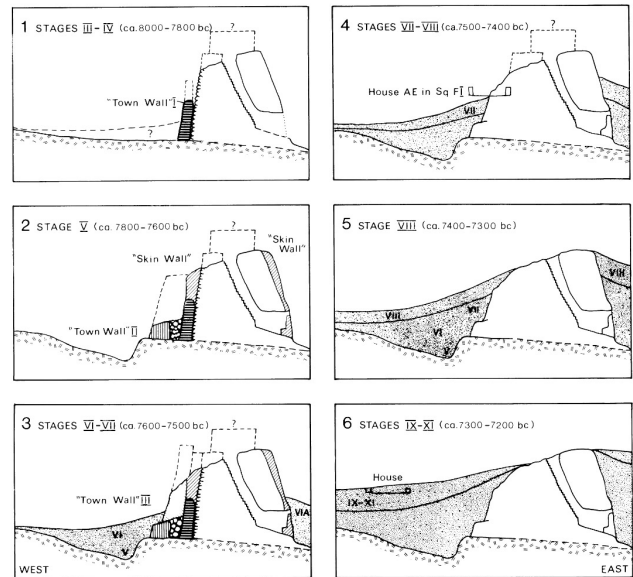 1 STAGES III–IV (ca.8000–7800 bc)
?
"Town Wall" I
?
2 STAGE V (ca.7800–7600 bc)
?
"Skin Wall"
"Skin
Wall"
"Town Wall" II
3 STAGES VI–VII (ca.7600–7500 bc)
?
"Town Wall" III
VI
V
VIA
WEST
4 STAGES VII–VIII (ca.7500–7400 bc)
?
House AE in Sq FI
VII
5 STAGE VIII (ca.7400–7300 bc)
VIII
VIII
VII
VI
V
6 STAGES IX–XI (ca.7300–7200 bc)
House
IX–XI
EAST